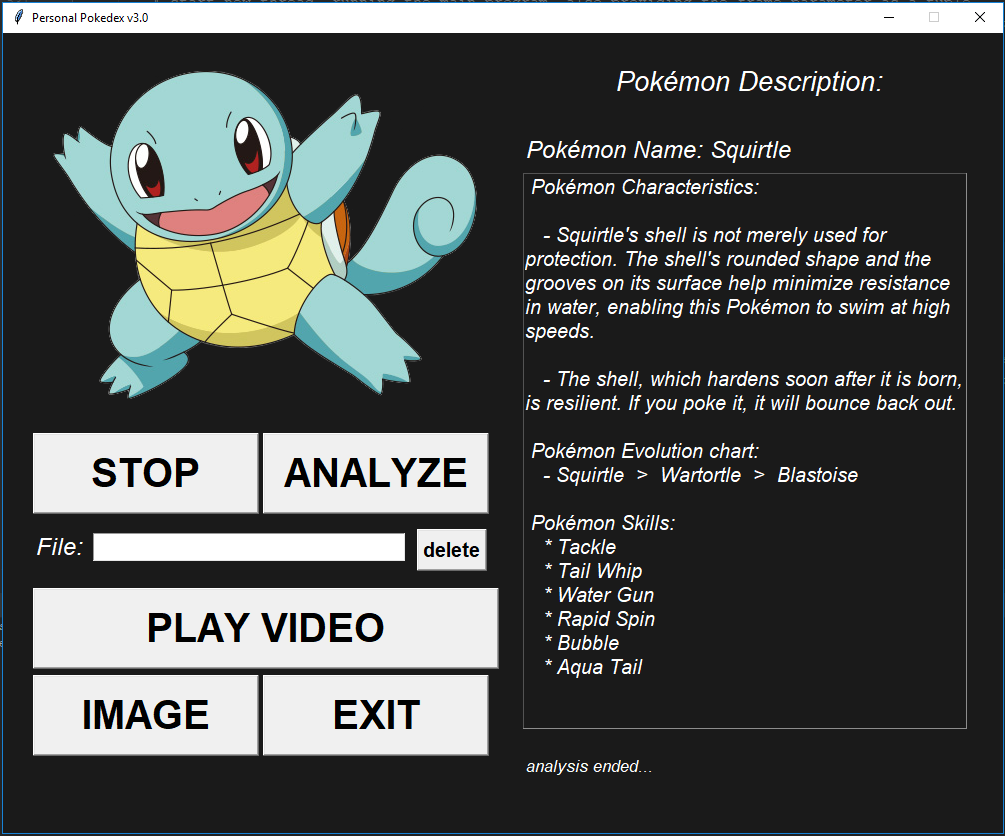 Personal Pokedex v3.0
Pokémon Description:
Pokémon Name: Squirtle
Pokémon Characteristics:
- Squirtle's shell is not merely used for
protection. The shell's rounded shape and the
grooves on its surface help minimize resistance
in water, enabling this Pokémon to swim at high
speeds.
- The shell, which hardens soon after it is born,
is resilient. If you poke it, it will bounce back out.
Pokémon Evolution chart:
- Squirtle > Wartortle > Blastoise
Pokémon Skills:
* Tackle
* Tail Whip
* Water Gun
* Rapid Spin
* Bubble
* Aqua Tail
analysis ended...
STOP
ANALYZE
File:
delete
PLAY VIDEO
IMAGE
EXIT